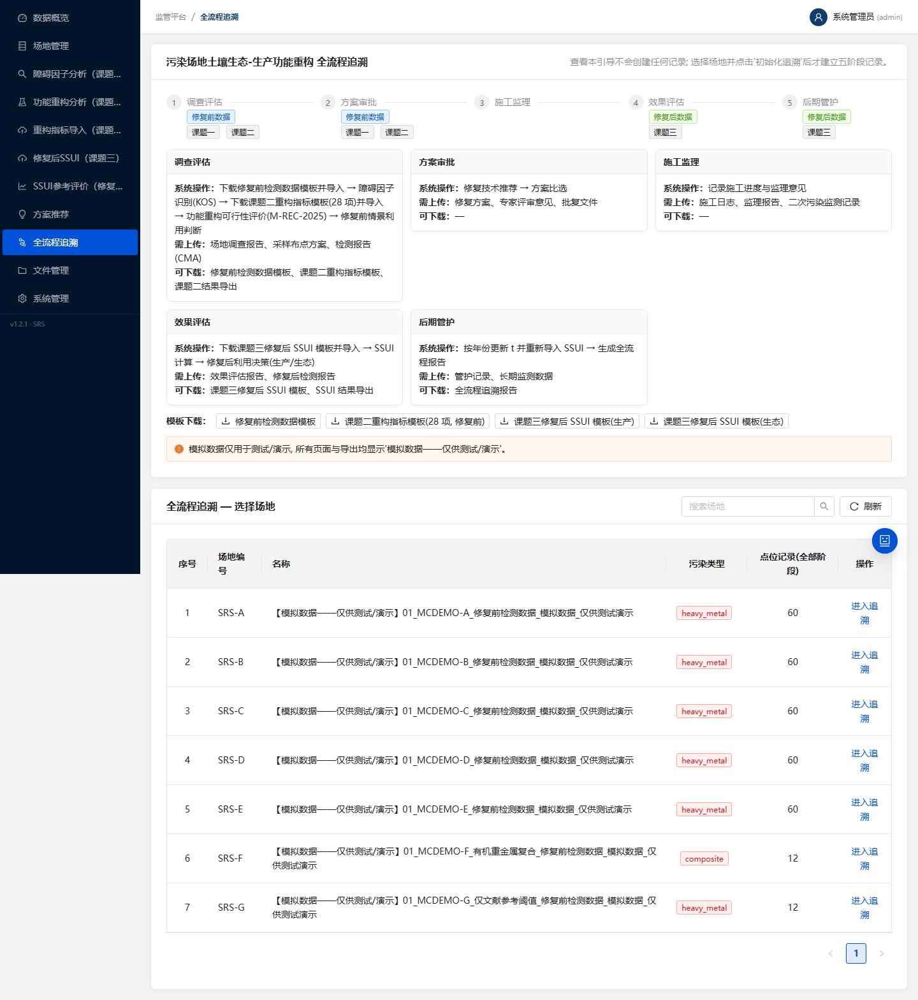 数据概览
场地管理
障碍因子分析（课题...
功能重构分析（课题...
重构指标导入（课题...
修复后SSUI（课题三）
SSUI参考评价（修复...
方案推荐
全流程追溯
文件管理
系统管理
v1.2.1 · SRS
监管平台 / 全流程追溯
系统管理员 (admin)
污染场地土壤生态-生产功能重构 全流程追溯
查看本引导不会创建任何记录; 选择场地并点击'初始化追溯'后才建立五阶段记录。
1 调查评估
修复前数据
课题一 课题二
2 方案审批
修复前数据
课题一 课题二
3 施工监理
4 效果评估
修复后数据
课题三
5 后期管护
修复后数据
课题三
调查评估
系统操作：下载修复前检测数据模板并导入 → 障碍因子
识别(KOS) → 下载课题二重构指标模板(28 项)并导入
→ 功能重构可行性评价(M-REC-2025) → 修复前情景利
用判断
需上传：场地调查报告、采样布点方案、检测报告
(CMA)
可下载：修复前检测数据模板、课题二重构指标模板、
课题二结果导出
方案审批
系统操作：修复技术推荐 → 方案比选
需上传：修复方案、专家评审意见、批复文件
可下载：—
施工监理
系统操作：记录施工进度与监理意见
需上传：施工日志、监理报告、二次污染监测记录
可下载：—
效果评估
系统操作：下载课题三修复后 SSUI 模板并导入 → SSUI
计算 → 修复后利用决策(生产/生态)
需上传：效果评估报告、修复后检测报告
可下载：课题三修复后 SSUI 模板、SSUI 结果导出
后期管护
系统操作：按年份更新 t 并重新导入 SSUI → 生成全流
程报告
需上传：管护记录、长期监测数据
可下载：全流程追溯报告
模板下载： 修复前检测数据模板 课题二重构指标模板(28 项, 修复前) 课题三修复后 SSUI 模板(生产) 课题三修复后 SSUI 模板(生态)
模拟数据仅用于测试/演示, 所有页面与导出均显示'模拟数据——仅供测试/演示'。
全流程追溯 — 选择场地
搜索场地
刷新
序号 场地编号 名称 污染类型 点位记录(全部阶段) 操作
1 SRS-A 【模拟数据——仅供测试/演示】01_MCDEMO-A_修复前检测数据_模拟数据_仅供测试演示 heavy_metal 60 进入追溯
2 SRS-B 【模拟数据——仅供测试/演示】01_MCDEMO-B_修复前检测数据_模拟数据_仅供测试演示 heavy_metal 60 进入追溯
3 SRS-C 【模拟数据——仅供测试/演示】01_MCDEMO-C_修复前检测数据_模拟数据_仅供测试演示 heavy_metal 60 进入追溯
4 SRS-D 【模拟数据——仅供测试/演示】01_MCDEMO-D_修复前检测数据_模拟数据_仅供测试演示 heavy_metal 60 进入追溯
5 SRS-E 【模拟数据——仅供测试/演示】01_MCDEMO-E_修复前检测数据_模拟数据_仅供测试演示 heavy_metal 60 进入追溯
6 SRS-F 【模拟数据——仅供测试/演示】01_MCDEMO-F_有机重金属复合_修复前检测数据_模拟数据_仅供测试演示 composite 12 进入追溯
7 SRS-G 【模拟数据——仅供测试/演示】01_MCDEMO-G_仅文献参考阈值_修复前检测数据_模拟数据_仅供测试演示 heavy_metal 12 进入追溯
1